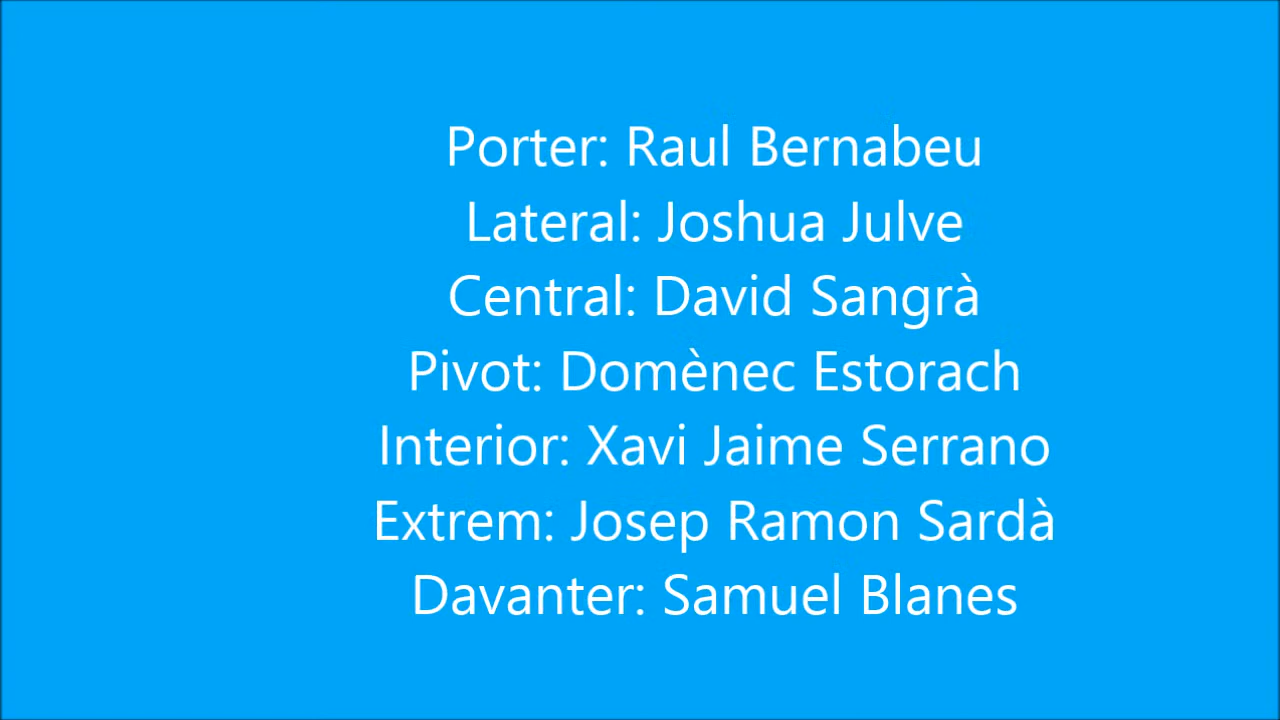 Porter: Raul Bernabeu
Lateral: Joshua Julve
Central: David Sangrà
Pivot: Domènec Estorach
Interior: Xavi Jaime Serrano
Extrem: Josep Ramon Sardà
Davanter: Samuel Blanes